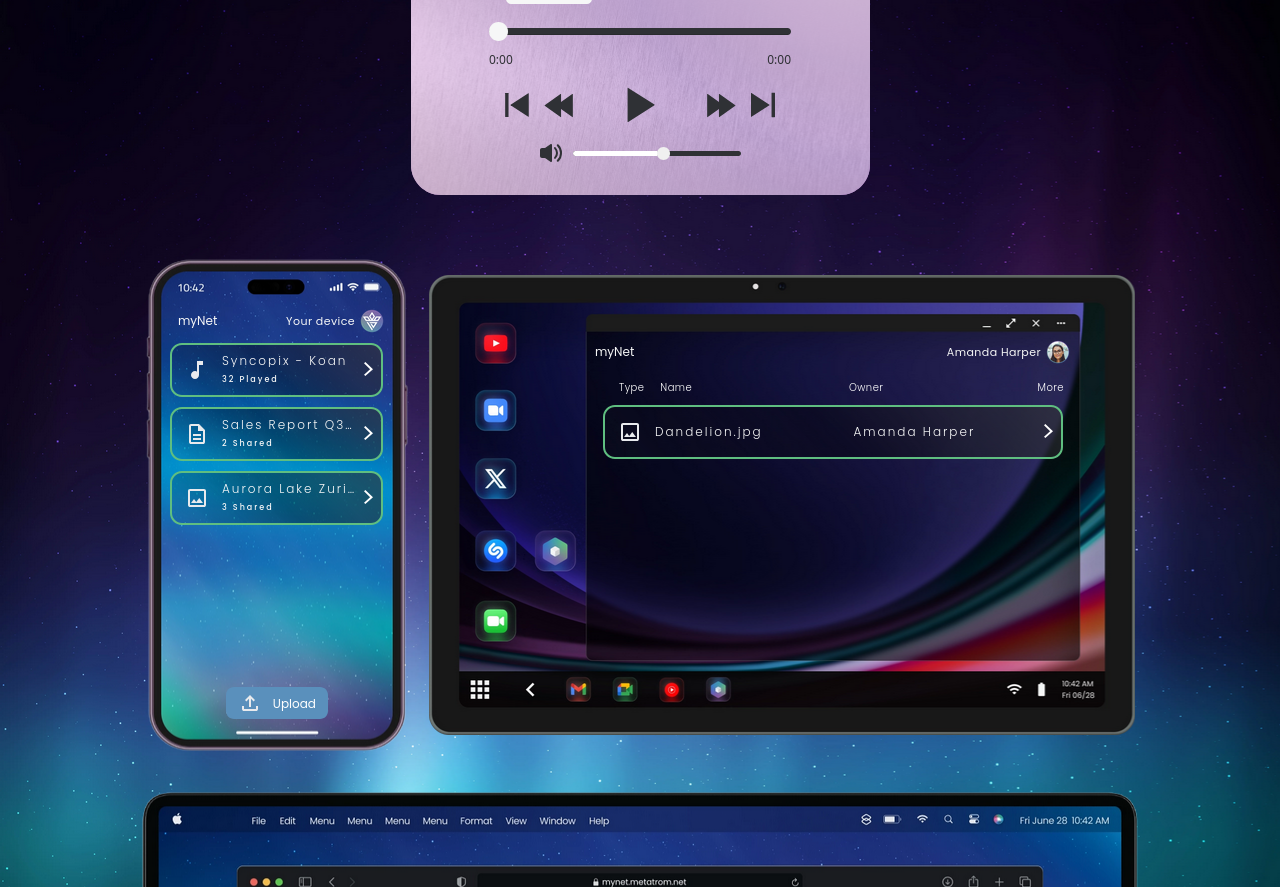 0:00 0:00
10:42
myNet Your device
Syncopix - Koan
32 Played
Sales Report Q3...
2 Shared
Aurora Lake Zuri...
3 Shared
Upload
myNet Amanda Harper
Type Name Owner More
Dandelion.jpg Amanda Harper
10:42 AM
Fri 06/28
File Edit Menu Menu Menu Menu Format View Window Help Fri June 28 10:42 AM
mynet.metatrom.net